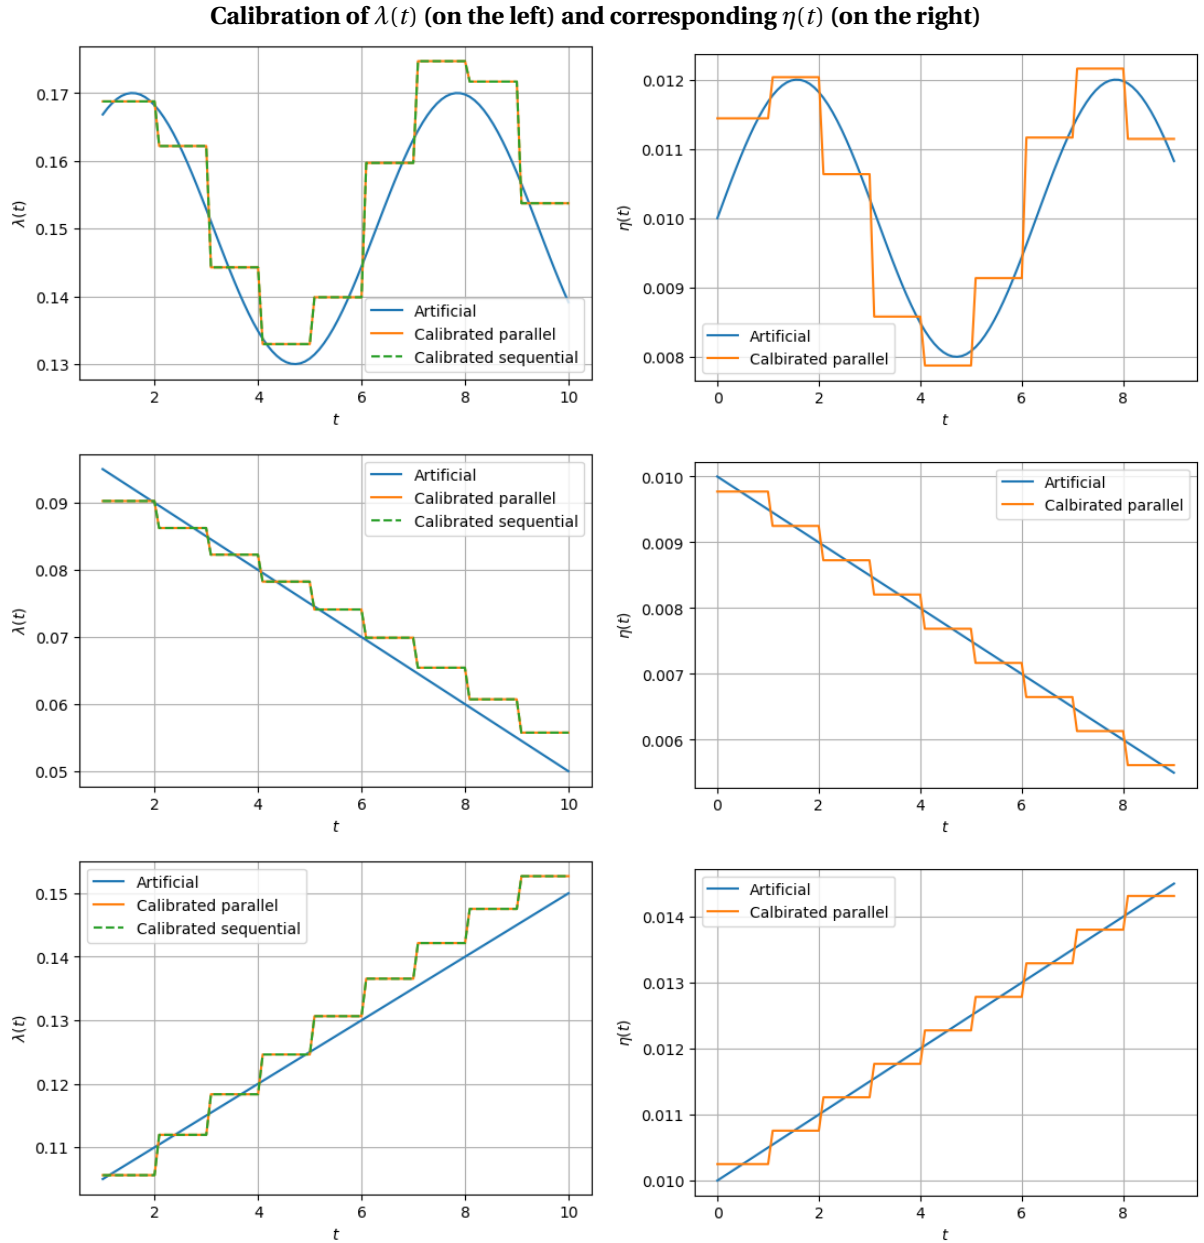 Calibration of λ(t) (on the left) and corresponding η(t) (on the right)
0.17
0.16
0.15
0.14
0.13
λ(t)
Artificial
Calibrated parallel
Calibrated sequential
2 4 6 8 10
t
0.012
0.011
0.010
0.009
0.008
η(t)
Artificial
Calbirated parallel
0 2 4 6 8
t
0.09
0.08
0.07
0.06
0.05
λ(t)
Artificial
Calibrated parallel
Calibrated sequential
2 4 6 8 10
t
0.010
0.009
0.008
0.007
0.006
η(t)
Artificial
Calbirated parallel
0 2 4 6 8
t
0.15
0.14
0.13
0.12
0.11
λ(t)
Artificial
Calibrated parallel
Calibrated sequential
2 4 6 8 10
t
0.014
0.013
0.012
0.011
0.010
η(t)
Artificial
Calbirated parallel
0 2 4 6 8
t